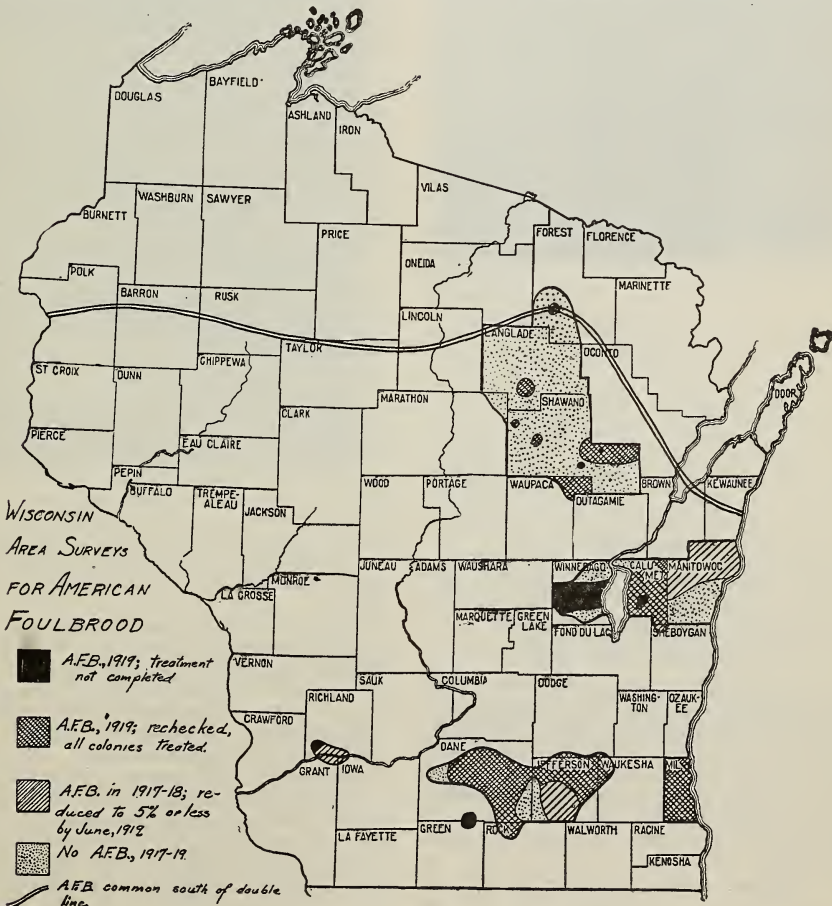 BAYFIELD
DOUGLAS
ASHLAND
IRON
VILAS
WASHBURN
SAWYER
BURNETT
PRICE
FOREST
FLORENCE
ONEIDA
POLK
MARINETTE
BARRON
RUSK
LINCOLN
LANGLADE
TAYLOR
OCONTO
CHIPPEWA
ST CROIX
DUNN
DOOR
MARATHON
SHAWANO
CLARK
PIERCE
EAU CLAIRE
PEPIN
WOOD
PORTAGE
WAUPACA
BROWN
KEWAUNEE
BUFFALO
TREMPE-
ALEAU
JACKSON
OUTAGAMIE
WISCONSIN
AREA SURVEYS
FOR AMERICAN
FOULBROOD
JUNEAU
ADAMS
WAUSHARA
WINNEBAGO
CALU
MET
MANITOWOC
MONROE
LA CROSSE
MARQUETTE
GREEN
LAKE
FOND DU LAC
SHEBOYGAN
VERNON
A.F.B., 1919; treatment
not completed
SAUK
COLUMBIA
DODGE
RICHLAND
WASHING-
TON
OZAUK-
EE
CRAWFORD
A.F.B., 1919; rechecked,
all colonies treated.
DANE
JEFFERSON
WAUKESHA
MIL
GRANT
IOWA
A.F.B. in 1917-18; re-
duced to 5% or less
by June, 1912
LA FAYETTE
GREEN
ROCK
WALWORTH
RACINE
No A.F.B., 1917-19.
KENOSHA
A.F.B. common south of double
line